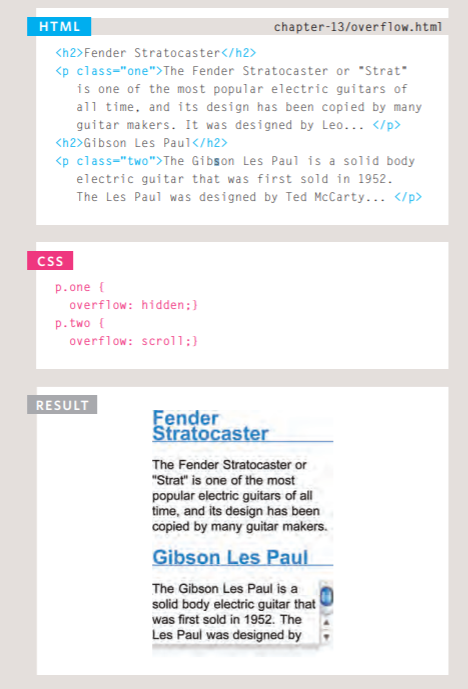 HTML
chapter-13/overflow.html
<h2>Fender Stratocaster</h2>
<p class="one">The Fender Stratocaster or "Strat"
is one of the most popular electric guitars of
all time, and its design has been copied by many
guitar makers. It was designed by Leo... </p>
<h2>Gibson Les Paul</h2>
<p class="two">The Gibson Les Paul is a solid body
electric guitar that was first sold in 1952.
The Les Paul was designed by Ted McCarty... </p>
CSS
p.one {
overflow: hidden;}
p.two {
overflow: scroll;}
RESULT
Fender
Stratocaster
The Fender Stratocaster or
"Strat" is one of the most
popular electric guitars of all
time, and its design has been
copied by many guitar makers.
Gibson Les Paul
The Gibson Les Paul is a
solid body electric guitar that
was first sold in 1952. The
Les Paul was designed by